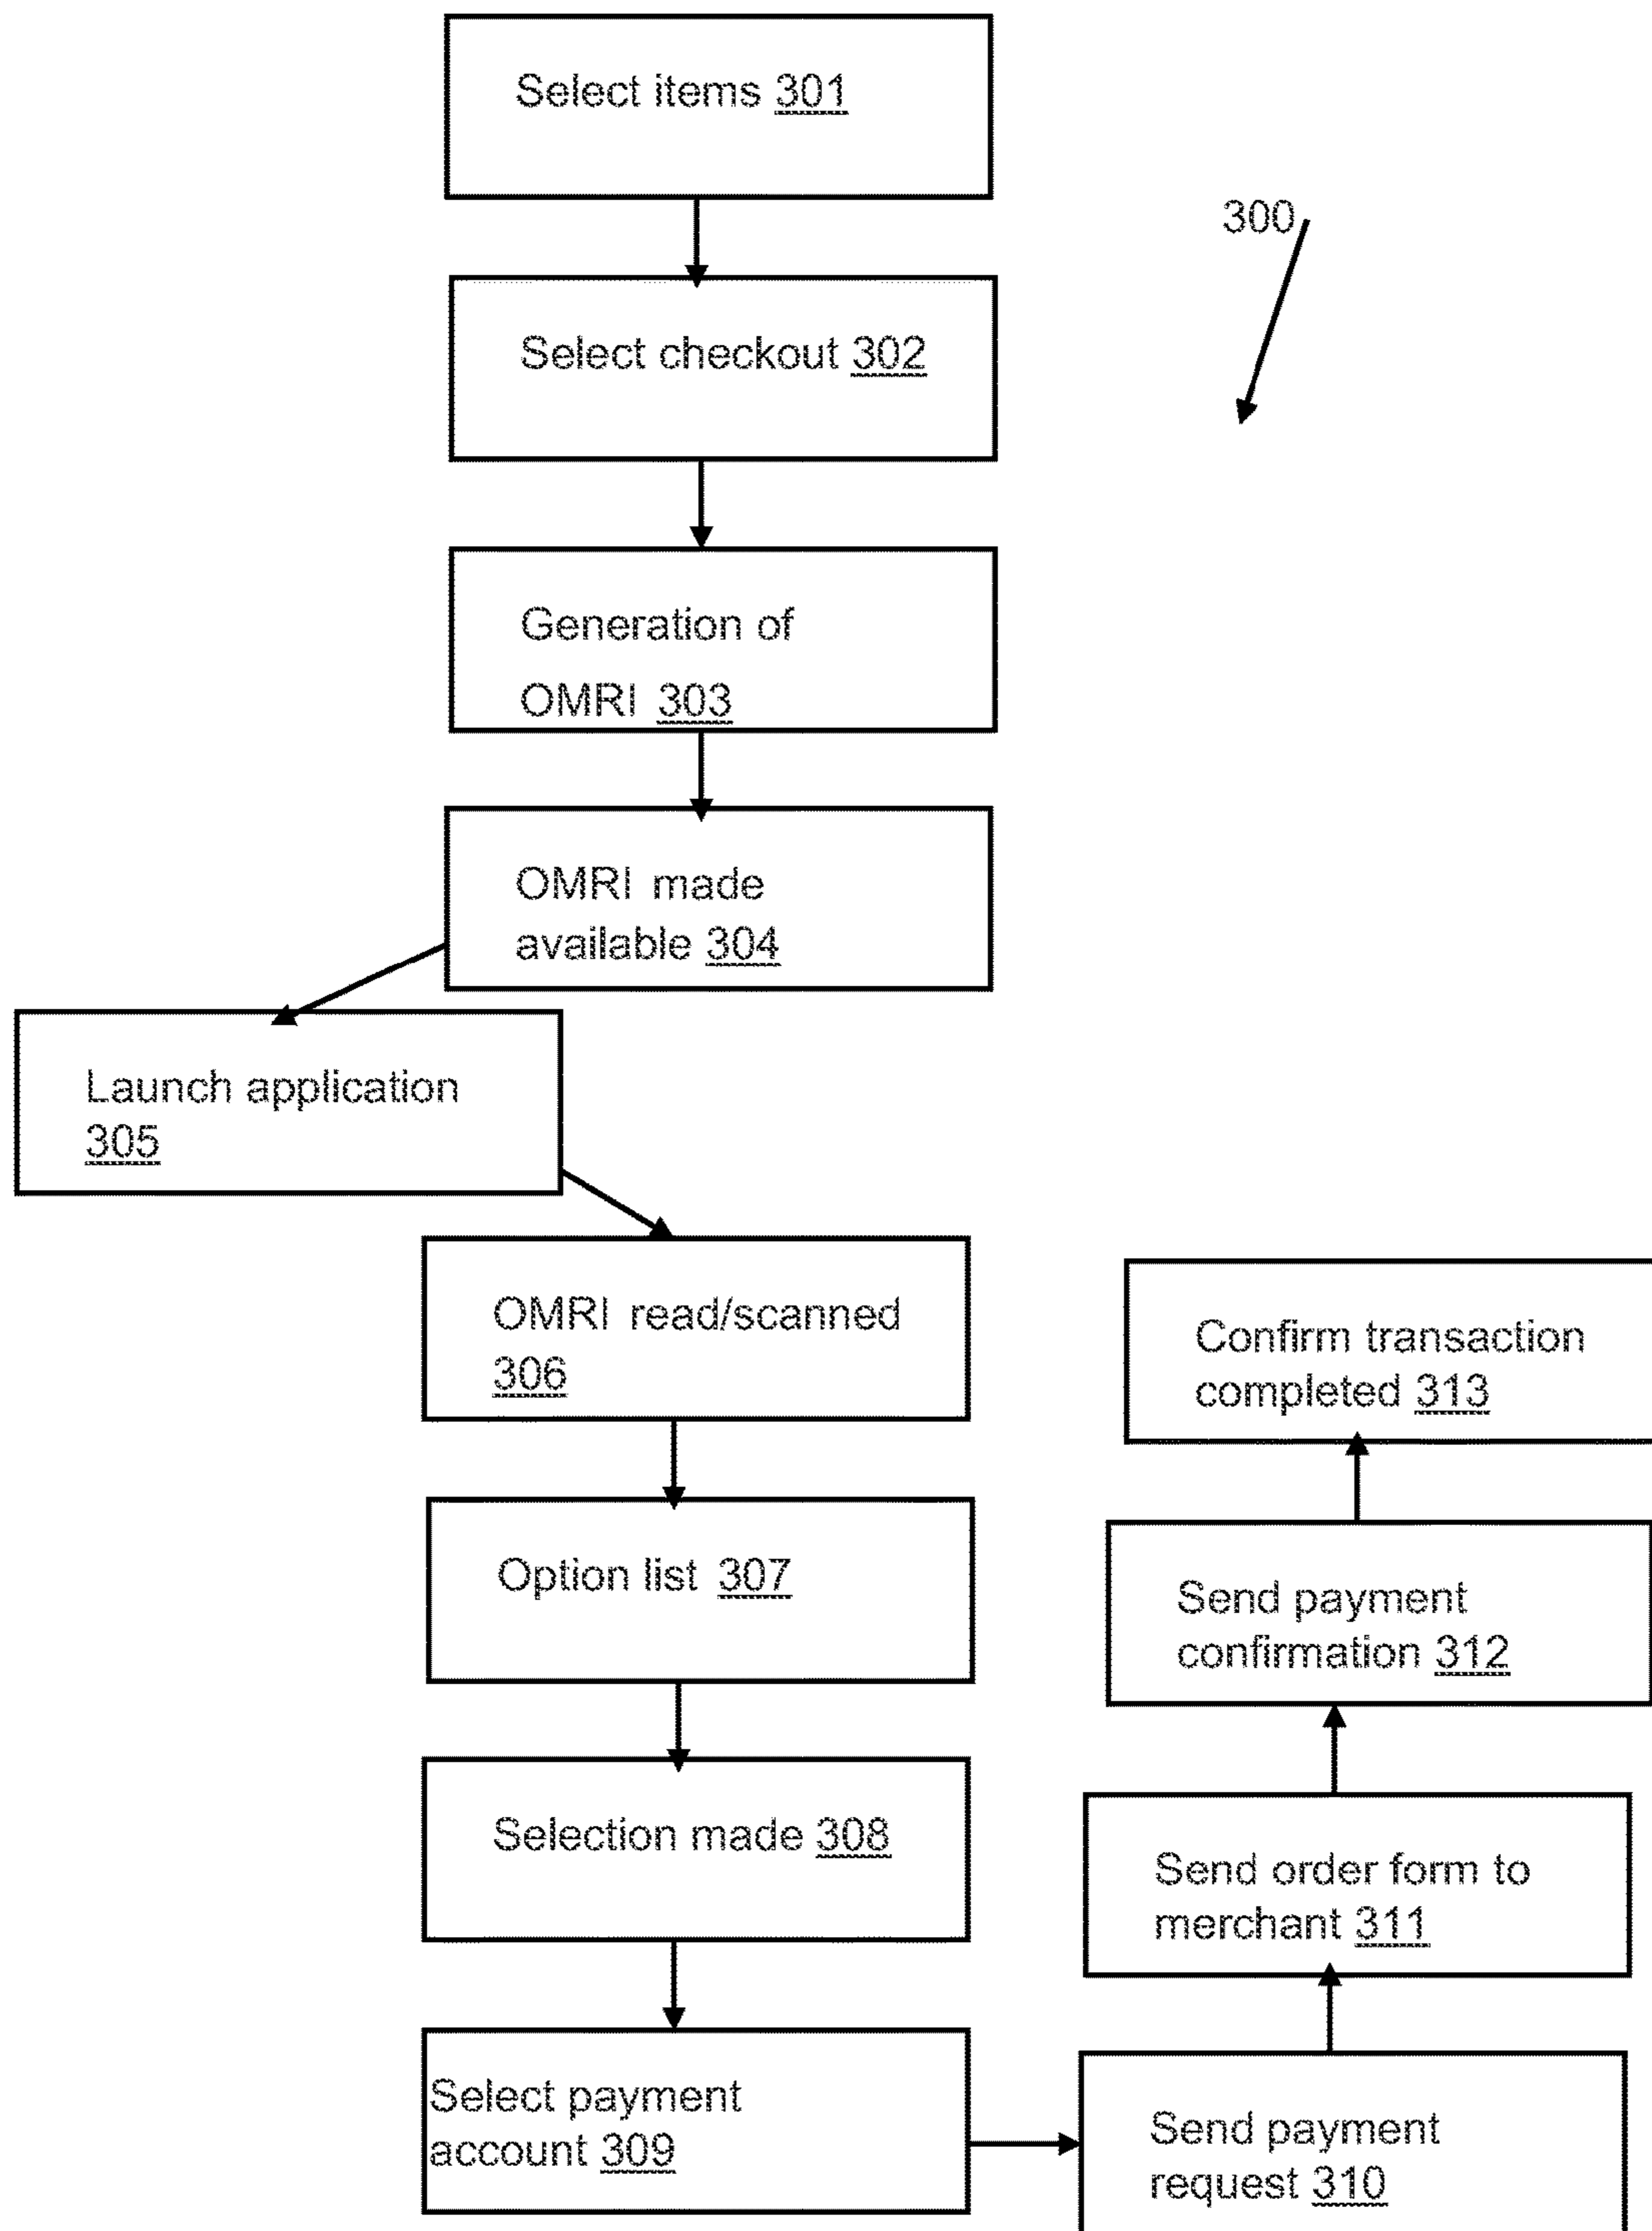 Select items 301
300
Select checkout 302
Generation of
OMRI 303
OMRI made
available 304
Launch application
305
OMRI read/scanned
306
Option list 307
Selection made 308
Select payment
account 309
Send payment
request 310
Send order form to
merchant 311
Send payment
confirmation 312
Confirm transaction
completed 313